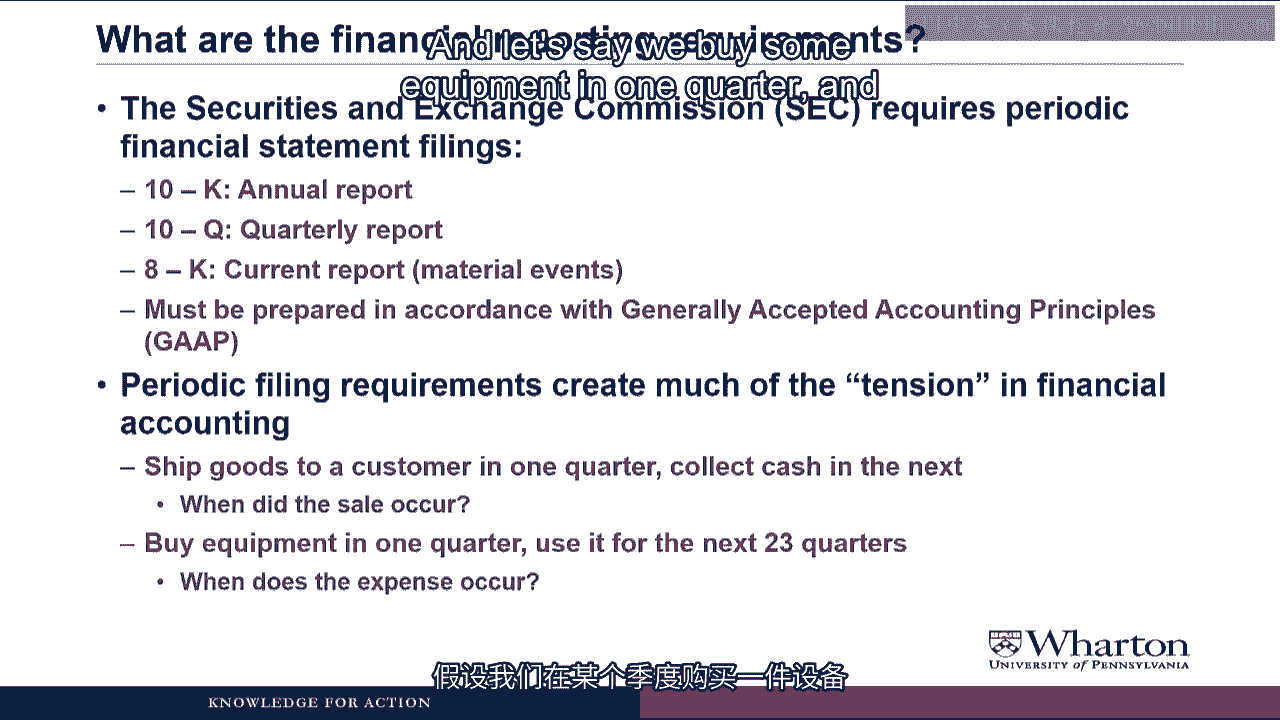 What are the financial reporting requirements?
And let's say we buy some
equipment in one quarter, and
• The Securities and Exchange Commission (SEC) requires periodic
financial statement filings:
– 10 – K: Annual report
– 10 – Q: Quarterly report
– 8 – K: Current report (material events)
– Must be prepared in accordance with Generally Accepted Accounting Principles
(GAAP)
• Periodic filing requirements create much of the “tension” in financial
accounting
– Ship goods to a customer in one quarter, collect cash in the next
• When did the sale occur?
– Buy equipment in one quarter, use it for the next 23 quarters
• When does the expense occur?
Wharton
UNIVERSITY of PENNSYLVANIA
假设我们在某个季度购买一件设备
KNOWLEDGE FOR ACTION